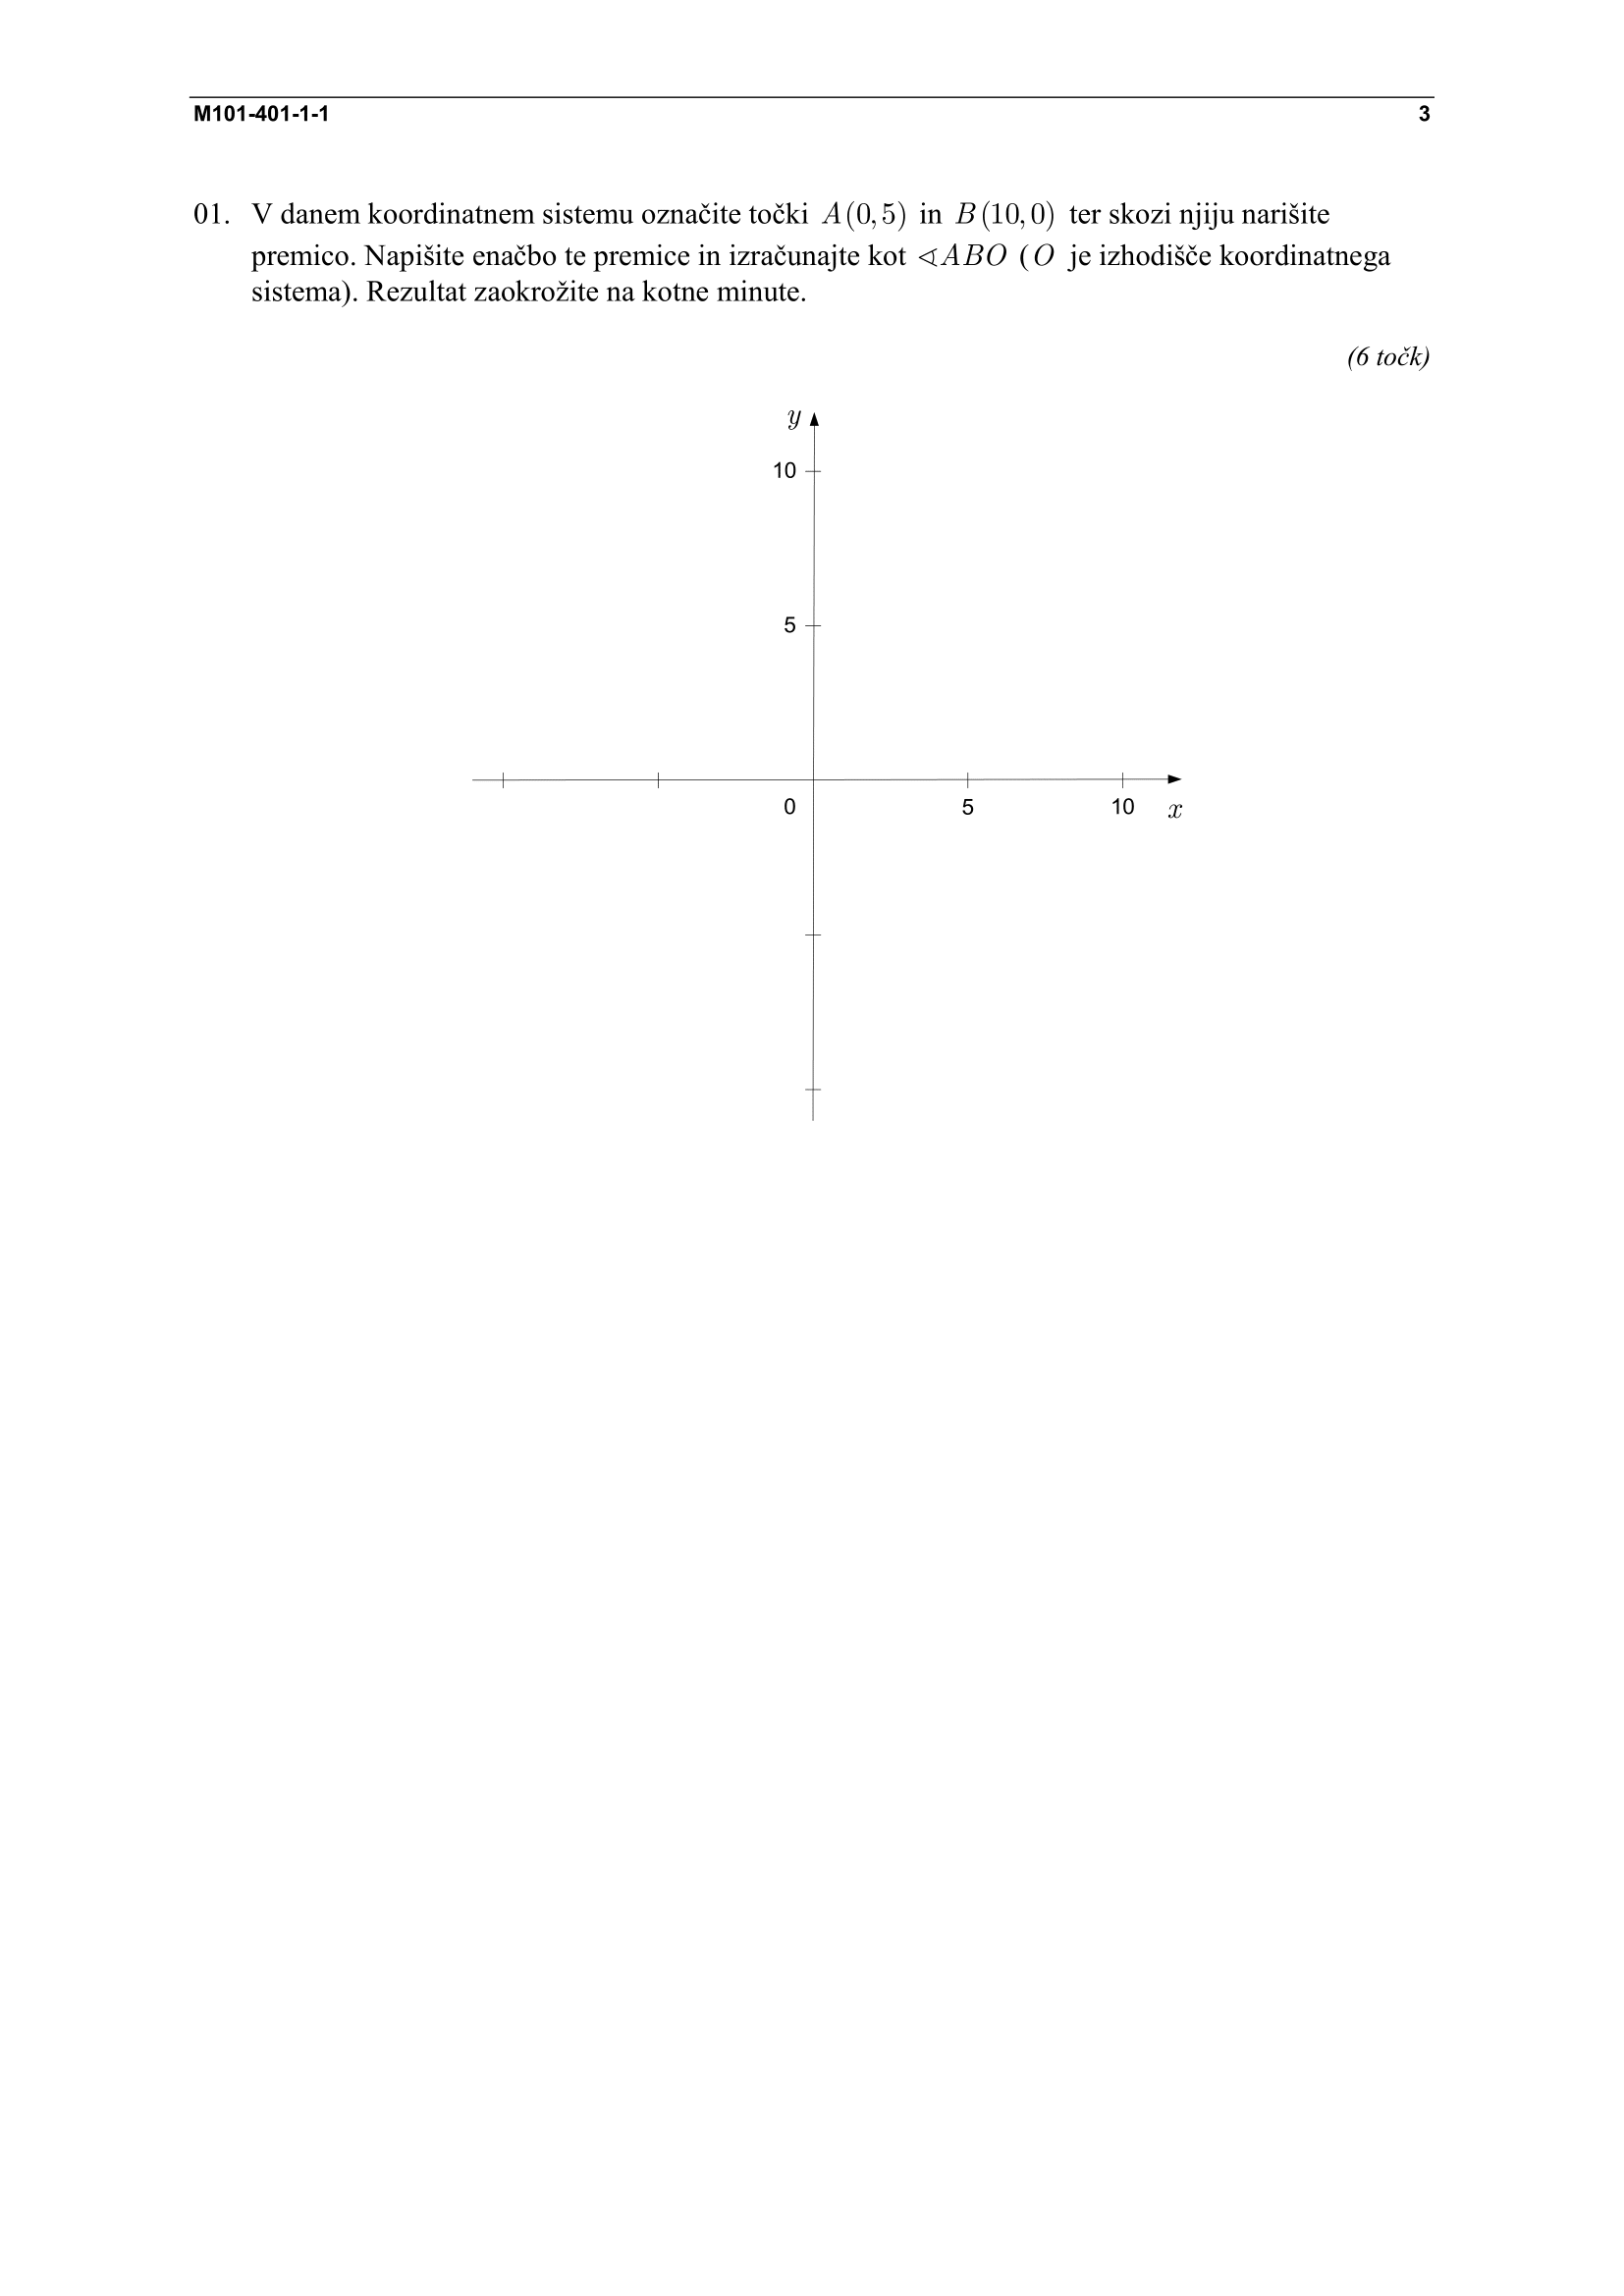 M101-401-1-1 3
01. V danem koordinatnem sistemu označite točki A(0,5) in B(10,0) ter skozi njiju narišite
premico. Napišite enačbo te premice in izračunajte kot ∢ABO (O je izhodišče koordinatnega
sistema). Rezultat zaokrožite na kotne minute.
(6 točk)
y
10
5
0 5 10 x